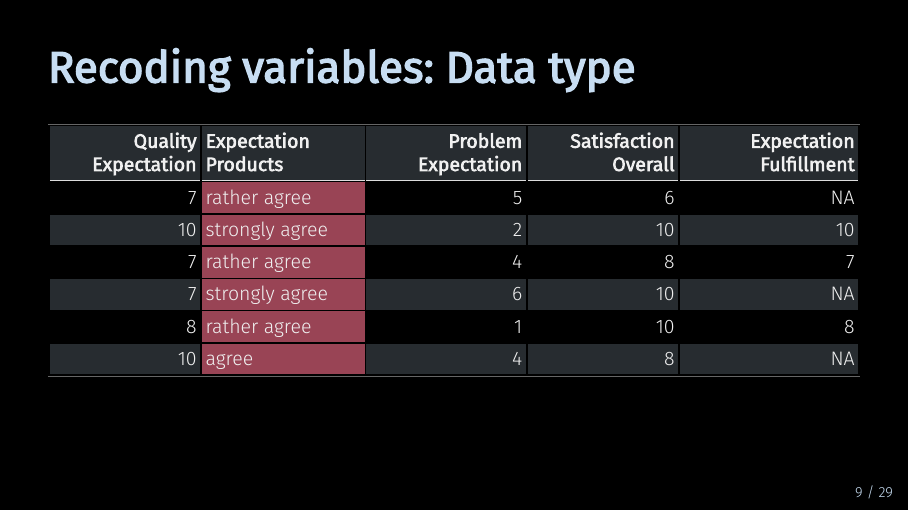 Recoding variables: Data type
Quality Expectation Problem Satisfaction Expectation
Expectation Products Expectation Overall Fulfillment
7 rather agree 5 6 NA
10 strongly agree 2 10 10
7 rather agree 4 8 7
7 strongly agree 6 10 NA
8 rather agree 1 10 8
10 agree 4 8 NA
9 / 29